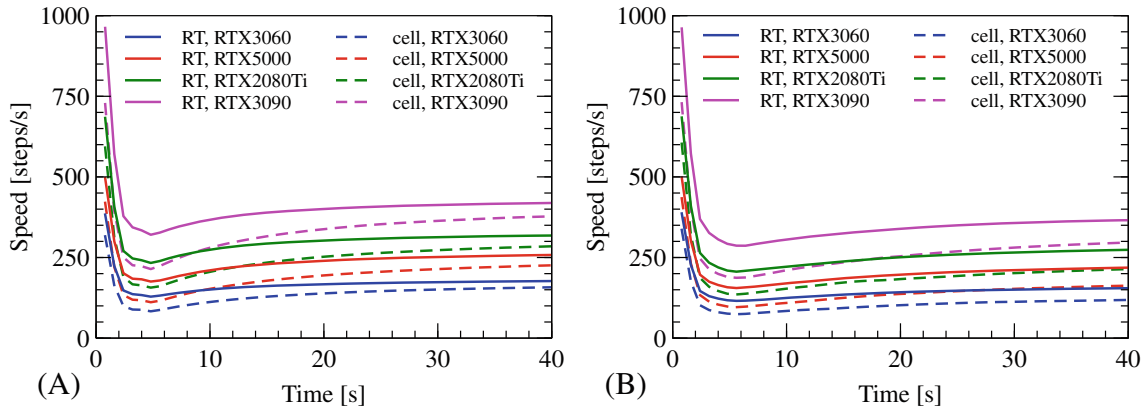 1000
750
500
250
0
Speed [steps/s]
RT, RTX3060
RT, RTX5000
RT, RTX2080Ti
RT, RTX3090
cell, RTX3060
cell, RTX5000
cell, RTX2080Ti
cell, RTX3090
0 10 20 30 40
Time [s]
(A)
1000
750
500
250
0
Speed [steps/s]
RT, RTX3060
RT, RTX5000
RT, RTX2080Ti
RT, RTX3090
cell, RTX3060
cell, RTX5000
cell, RTX2080Ti
cell, RTX3090
0 10 20 30 40
Time [s]
(B)